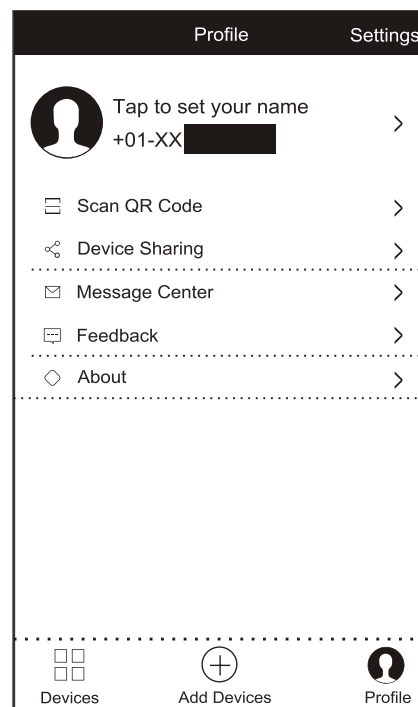 Profile Settings
Tap to set your name
+01-XX
Scan QR Code
Device Sharing
Message Center
Feedback
About
Devices Add Devices Profile